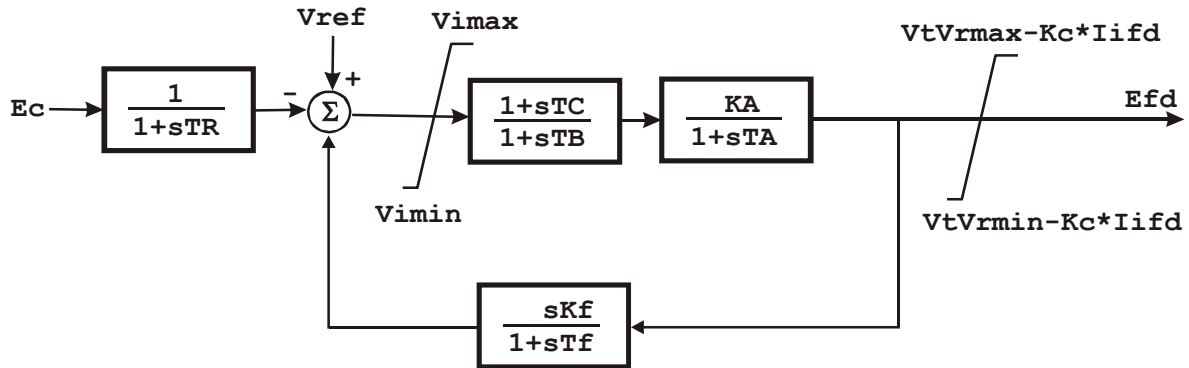 Vref
Vimax
VtVrmax-Kc*Iifd
Ec
1
1+sTR
-
+
Σ
1+sTC
1+sTB
KA
1+sTA
Efd
Vimin
VtVrmin-Kc*Iifd
sKf
1+sTf